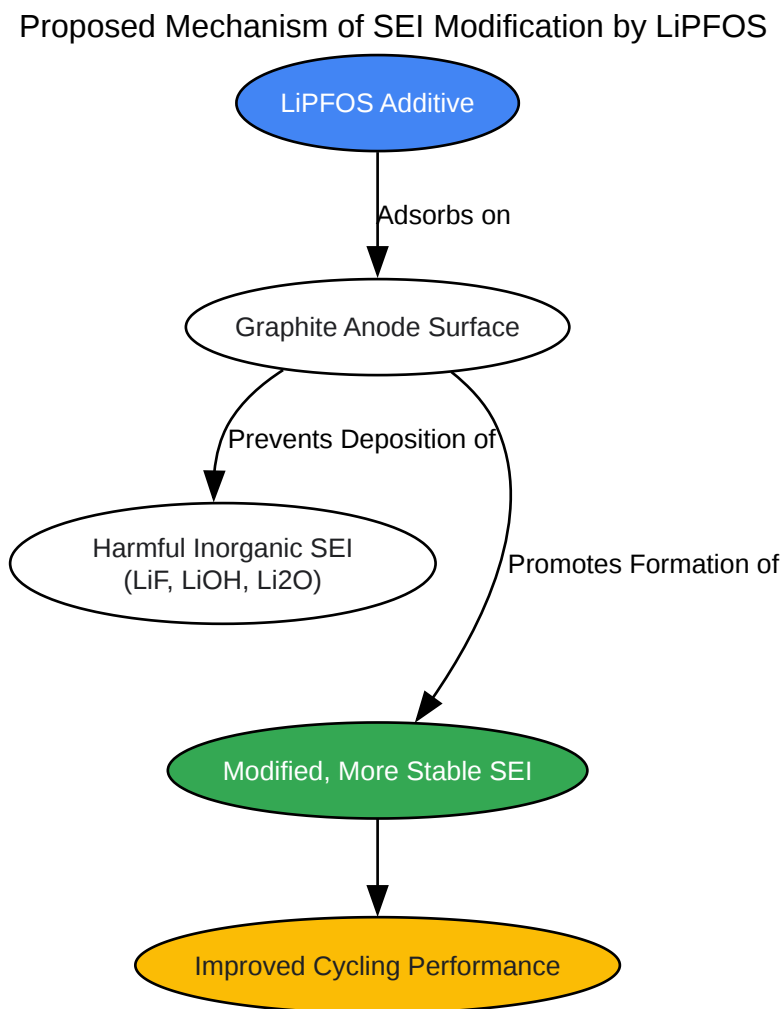 Proposed Mechanism of SEI Modification by LiPFOS
LiPFOS Additive
Adsorbs on
Graphite Anode Surface
Prevents Deposition of
Harmful Inorganic SEI
(LiF, LiOH, Li2O)
Promotes Formation of
Modified, More Stable SEI
Improved Cycling Performance